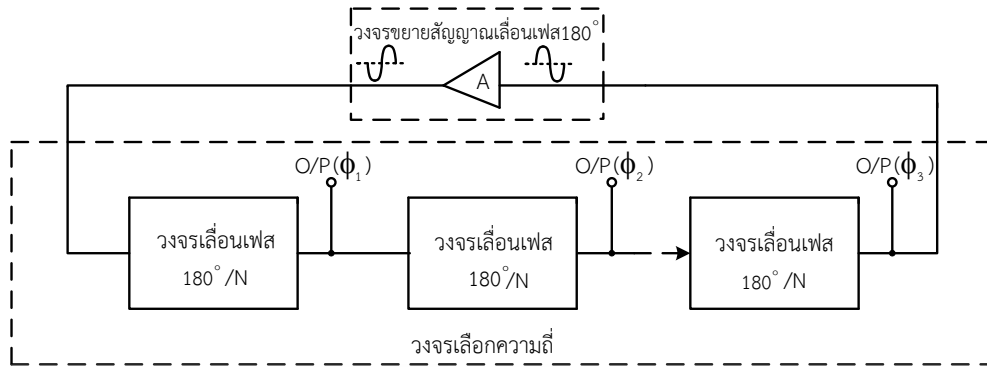 วงจรขยายสัญญาณเลื่อนเฟส180°
A
O/P(ϕ₁)
O/P(ϕ₂)
O/P(ϕ₃)
วงจรเลื่อนเฟส
180°/N
วงจรเลื่อนเฟส
180°/N
วงจรเลื่อนเฟส
180°/N
วงจรเลือกความถี่